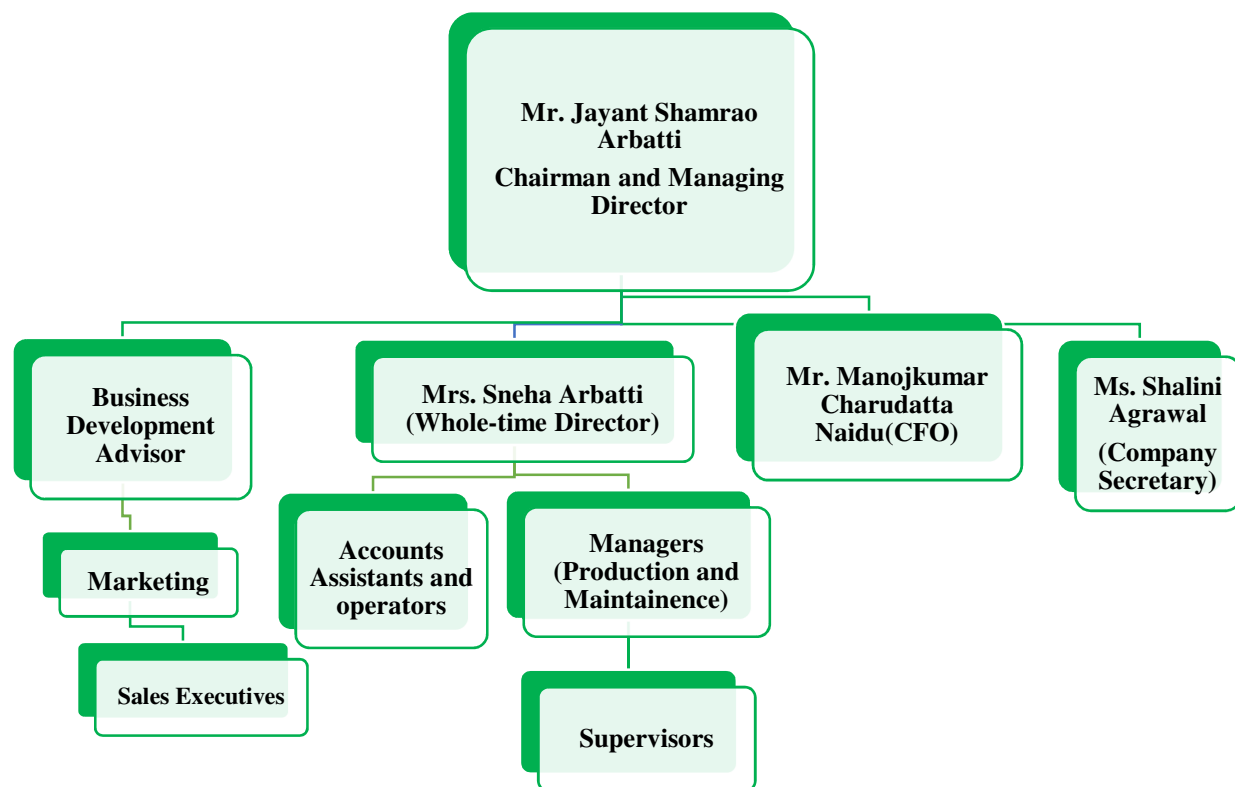 Mr. Jayant Shamrao
Arbatti
Chairman and Managing
Director
Business
Development
Advisor
Mrs. Sneha Arbatti
(Whole-time Director)
Mr. Manojkumar
Charudatta
Naidu(CFO)
Ms. Shalini
Agrawal
(Company
Secretary)
Marketing
Sales Executives
Accounts
Assistants and
operators
Managers
(Production and
Maintainence)
Supervisors